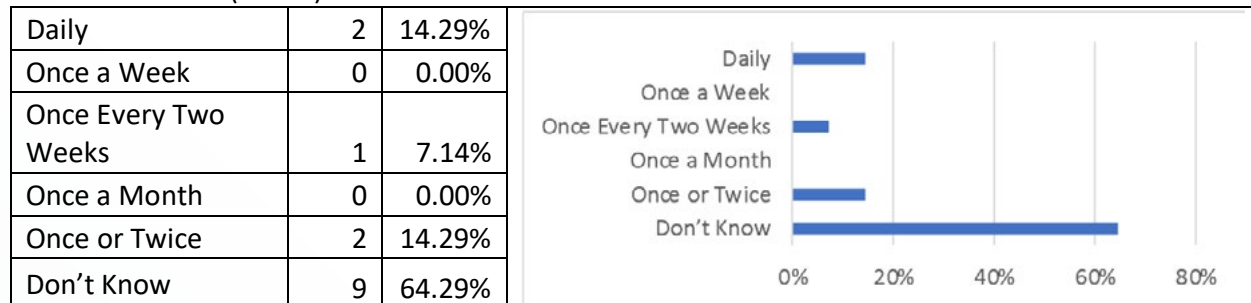 Daily 2 14.29%
Once a Week 0 0.00%
Once Every Two
Weeks 1 7.14%
Once a Month 0 0.00%
Once or Twice 2 14.29%
Don't Know 9 64.29%
Daily
Once a Week
Once Every Two Weeks
Once a Month
Once or Twice
Don't Know
0% 20% 40% 60% 80%